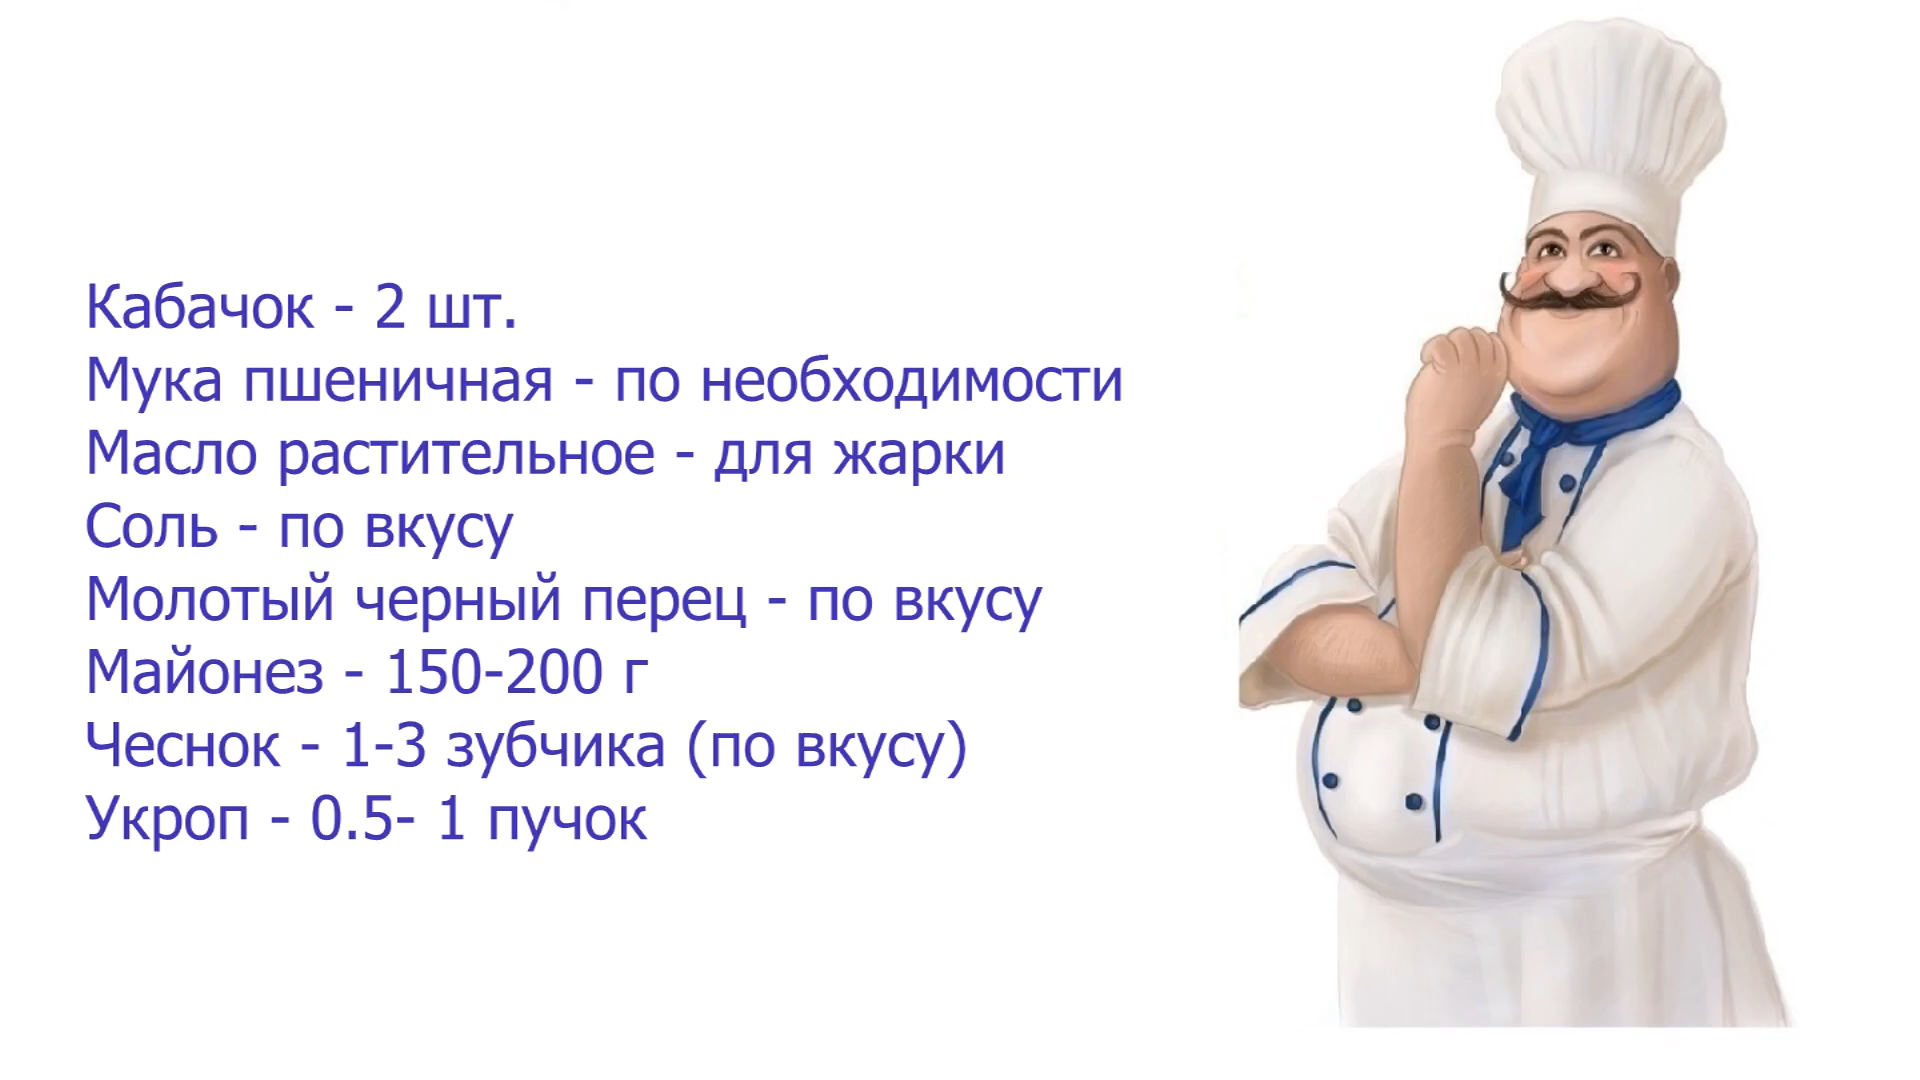 Кабачок - 2 шт.
Мука пшеничная - по необходимости
Масло растительное - для жарки
Соль - по вкусу
Молотый черный перец - по вкусу
Майонез - 150-200 г
Чеснок - 1-3 зубчика (по вкусу)
Укроп - 0.5- 1 пучок